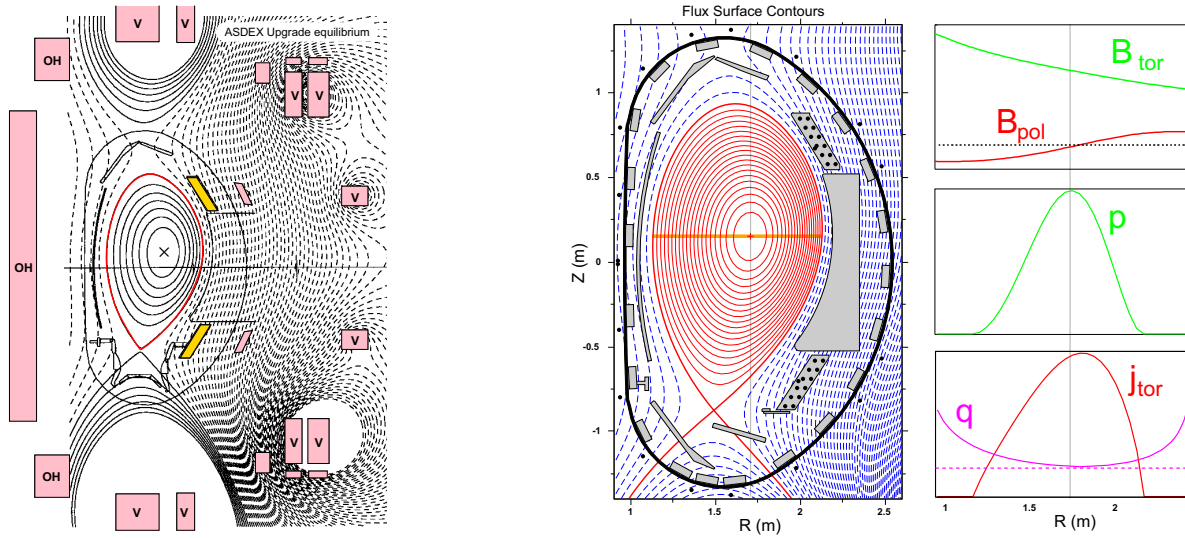 V
V
ASDEX Upgrade equilibrium
OH
V
V
V
OH
V
V
V
OH
V
V
Flux Surface Contours
1
0.5
0
-0.5
-1
Z (m)
1
1.5
2
2.5
R (m)
B tor
B pol
p
j tor
q
1
1.5
2
R (m)